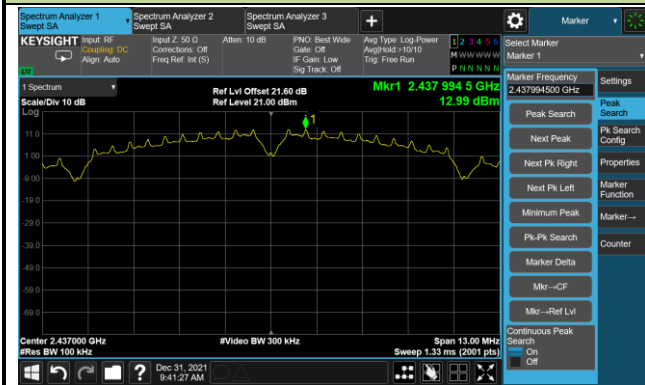 Spectrum Analyzer 1
Swept SA
Spectrum Analyzer 2
Swept SA
Spectrum Analyzer 3
Swept SA
+
Marker
KEYSIGHT
Input: RF
Coupling: DC
Align: Auto
Input Z: 50 Ω
Corrections: Off
Freq Ref: Int (S)
Atten: 10 dB
PNO: Best Wide
Gate: Off
IF Gain: Low
Sig Track: Off
Avg Type: Log-Power
Avg|Hold:>10/10
Trig: Free Run
1 2 3 4 5 6
M W W W W W
P N N N N N
Select Marker
Marker 1
1 Spectrum
Scale/Div 10 dB
Ref Lvl Offset 21.60 dB
Ref Level 21.00 dBm
Mkr1 2.437 994 5 GHz
12.99 dBm
Log
11.0
1.00
-9.00
-19.0
-29.0
-39.0
-49.0
-59.0
-69.0
1
Center 2.437000 GHz
#Res BW 100 kHz
#Video BW 300 kHz
Span 13.00 MHz
Sweep 1.33 ms (2001 pts)
Dec 31, 2021
9:41:27 AM
Marker Frequency
2.437994500 GHz
Peak Search
Next Peak
Next Pk Right
Next Pk Left
Minimum Peak
Pk-Pk Search
Marker Delta
Mkr→CF
Mkr→Ref Lvl
Continuous Peak
Search
On
Off
Settings
Peak
Search
Pk Search
Config
Properties
Marker
Function
Marker→
Counter